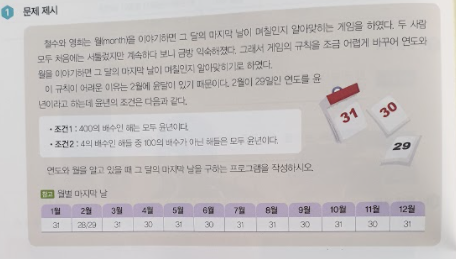 1 문제 제시
철수와 영희는 월(month)을 이야기하면 그 달의 마지막 날이 며칠인지 알아맞히는 게임을 하였다. 두 사람
모두 처음에는 서툴렀지만 계속하다 보니 금방 익숙해졌다. 그래서 게임의 규칙을 조금 어렵게 바꾸어 연도와
월을 이야기하면 그 달의 마지막 날이 며칠인지 알아맞히기로 하였다.
이 규칙이 어려운 이유는 2월에 윤달이 있기 때문이다. 2월이 29일인 연도를 윤
년이라고 하는데 윤년의 조건은 다음과 같다.
• 조건1 : 400의 배수인 해는 모두 윤년이다.
• 조건2 : 4의 배수인 해들 중 100의 배수가 아닌 해들은 모두 윤년이다.
31
30
29
연도와 월을 알고 있을 때 그 달의 마지막 날을 구하는 프로그램을 작성하시오.
참고 월별 마지막 날
1월 2월 3월 4월 5월 6월 7월 8월 9월 10월 11월 12월
31 28/29 31 30 31 30 31 31 30 31 30 31